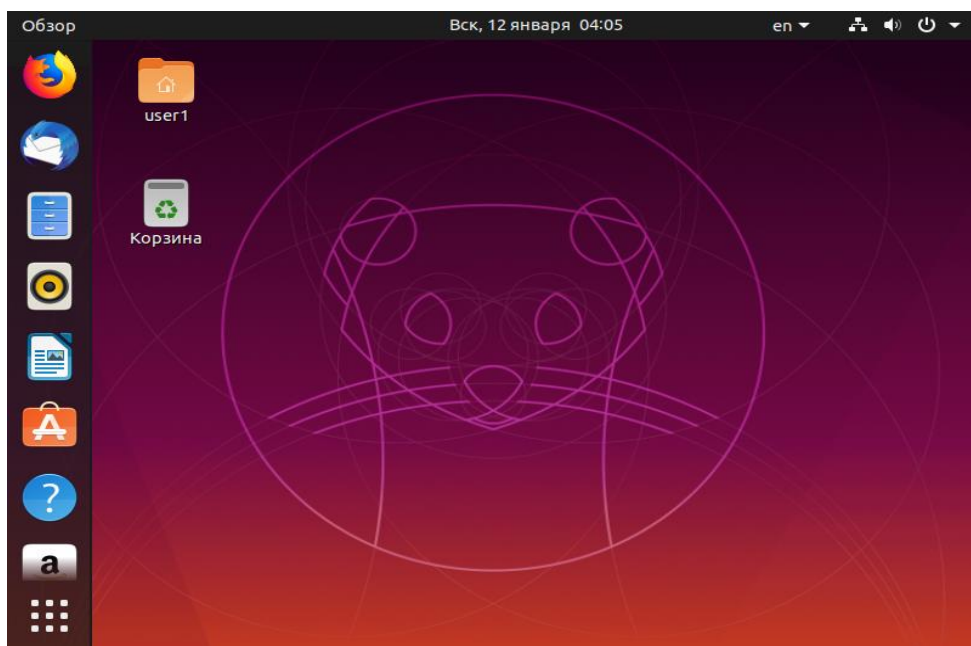 Обзор
Вск, 12 января 04:05
en
user1
Корзина
a